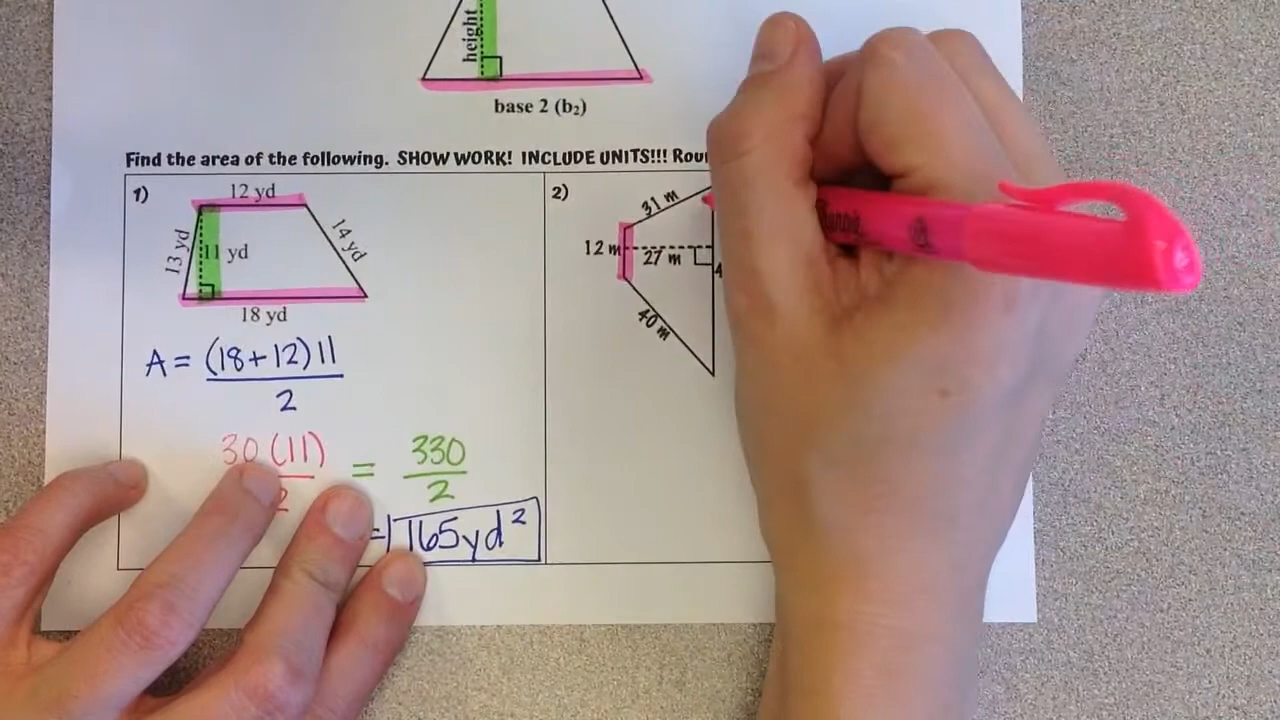 height
base 2 (b₂)
Find the area of the following. SHOW WORK! INCLUDE UNITS!!!
1)
12 yd
13 yd
11 yd
14 yd
18 yd
A = (18+12)11
2
30(11)
2
= 330
2
= 165yd²
2)
31 m
12 m
27 m
4
40 m